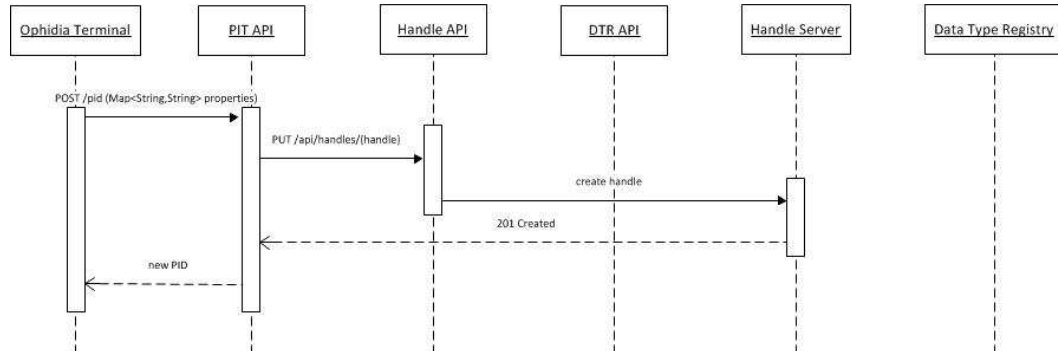 Ophidia Terminal
PIT API
Handle API
DTR API
Handle Server
Data Type Registry
POST /pid (Map<String,String> properties)
PUT /api/handles/(handle)
create handle
201 Created
new PID